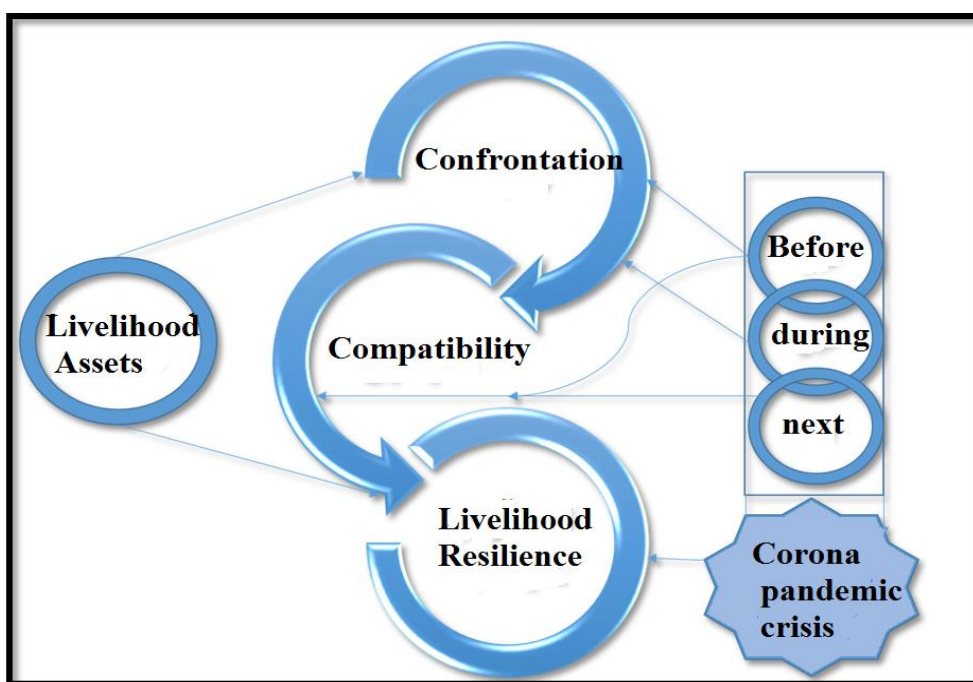 Confrontation
Before
Livelihood
Assets
during
Compatibility
next
Livelihood
Resilience
Corona
pandemic
crisis